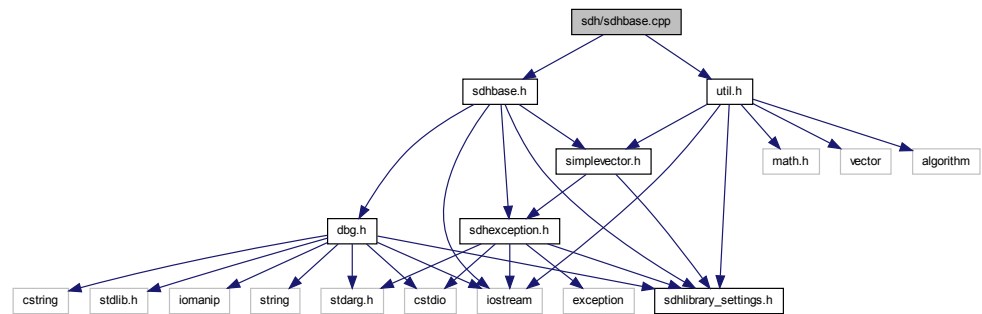 sdh/sdhbase.cpp
sdhbase.h
util.h
simplevector.h
math.h
vector
algorithm
dbg.h
sdhexception.h
cstring
stdlib.h
iomanip
string
stdarg.h
cstdio
iostream
exception
sdhlibrary_settings.h